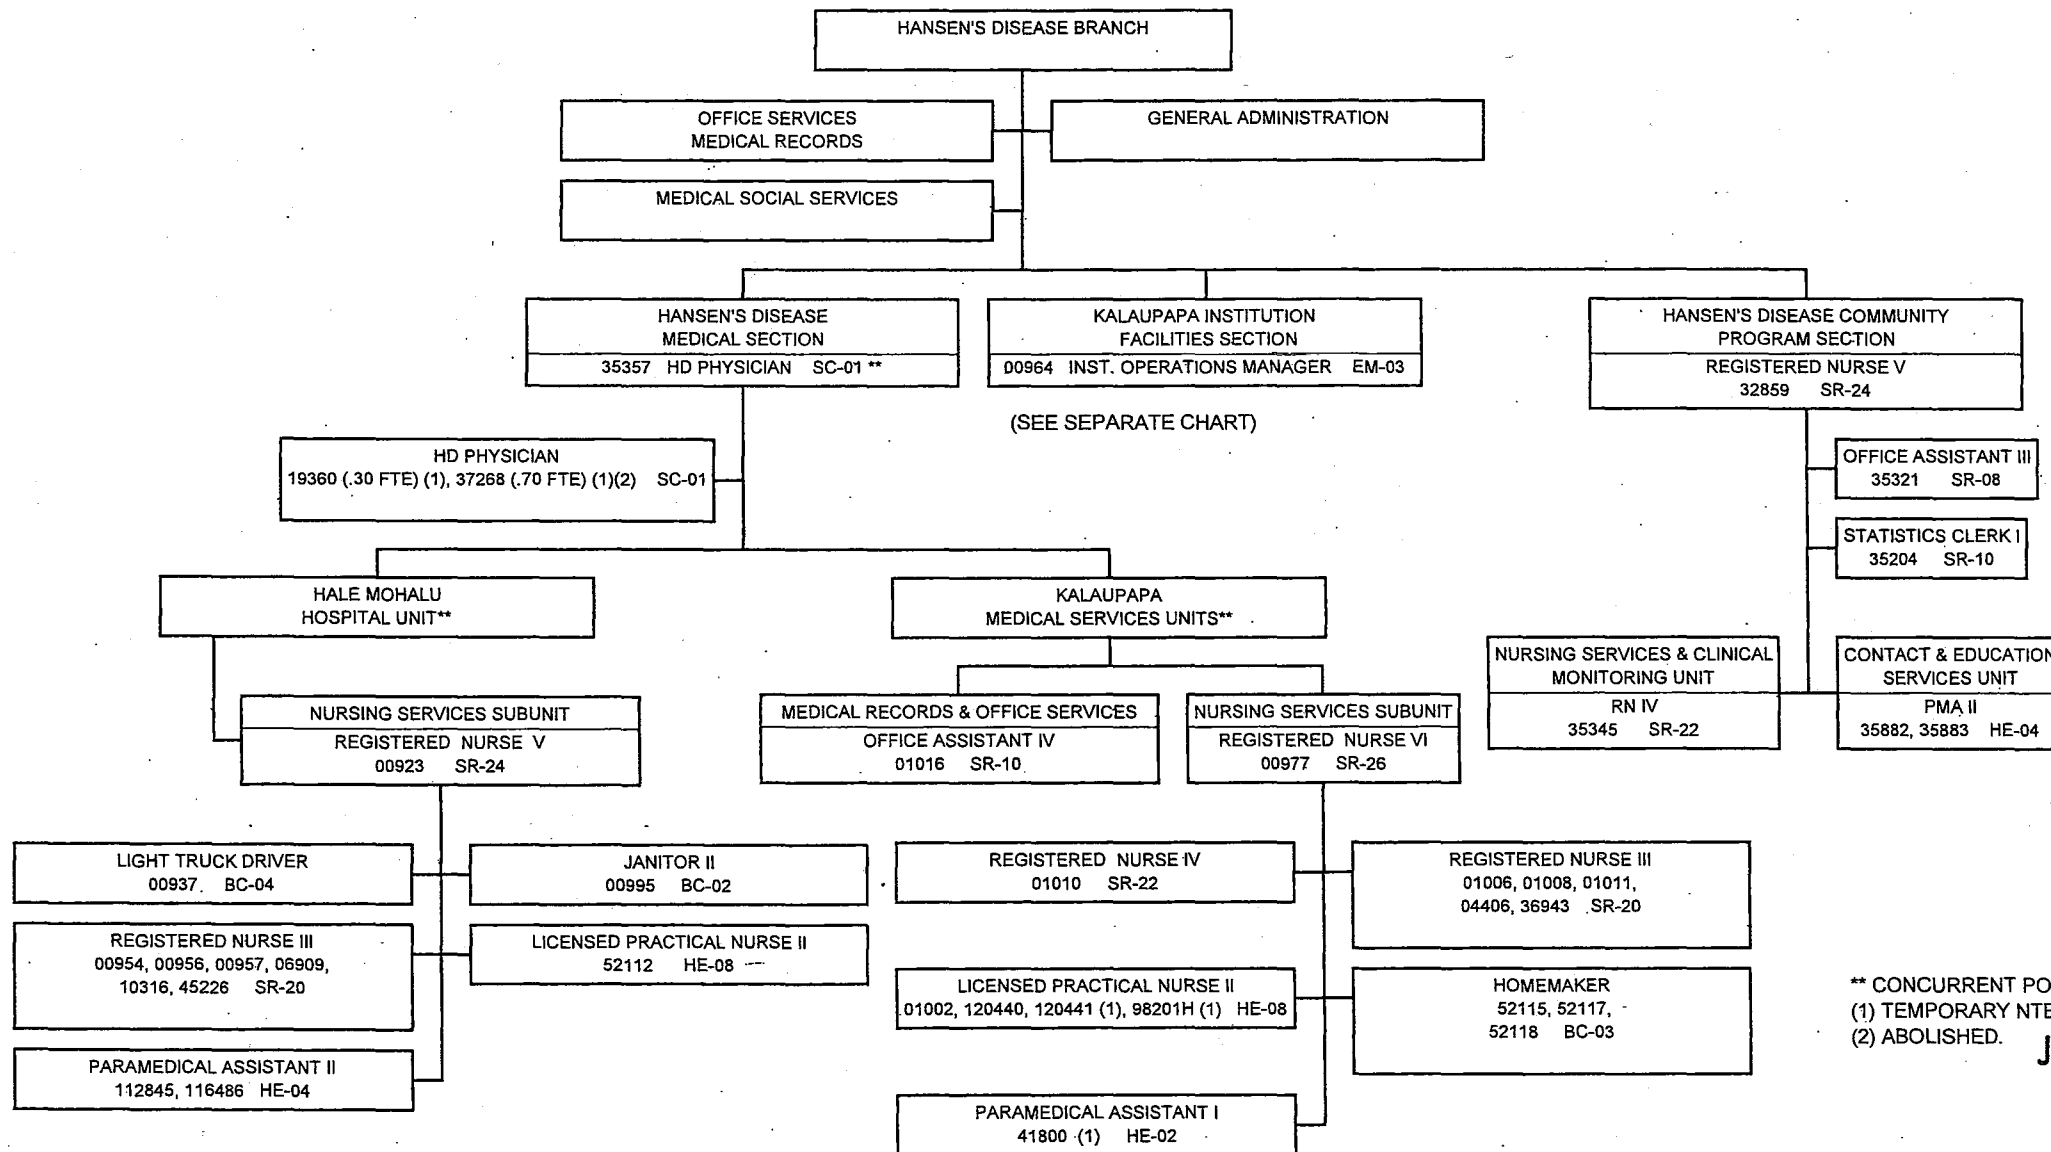 HANSEN'S DISEASE BRANCH
OFFICE SERVICES
MEDICAL RECORDS
GENERAL ADMINISTRATION
MEDICAL SOCIAL SERVICES
HANSEN'S DISEASE
MEDICAL SECTION
35357 HD PHYSICIAN SC-01 **
KALAUPAPA INSTITUTION
FACILITIES SECTION
00964 INST. OPERATIONS MANAGER EM-03
(SEE SEPARATE CHART)
HANSEN'S DISEASE COMMUNITY
PROGRAM SECTION
REGISTERED NURSE V
32859 SR-24
HD PHYSICIAN
19360 (.30 FTE) (1), 37268 (.70 FTE) (1)(2) SC-01
OFFICE ASSISTANT III
35321 SR-08
STATISTICS CLERK I
35204 SR-10
HALE MOHALU
HOSPITAL UNIT**
KALAUPAPA
MEDICAL SERVICES UNITS**
NURSING SERVICES & CLINICAL
MONITORING UNIT
RN IV
35345 SR-22
CONTACT & EDUCATION
SERVICES UNIT
PMA II
35882, 35883 HE-04
NURSING SERVICES SUBUNIT
REGISTERED NURSE V
00923 SR-24
MEDICAL RECORDS & OFFICE SERVICES
OFFICE ASSISTANT IV
01016 SR-10
NURSING SERVICES SUBUNIT
REGISTERED NURSE VI
00977 SR-26
LIGHT TRUCK DRIVER
00937. BC-04
JANITOR II
00995 BC-02
REGISTERED NURSE III
00954, 00956, 00957, 06909,
10316, 45226 SR-20
LICENSED PRACTICAL NURSE II
52112 HE-08
PARAMEDICAL ASSISTANT II
112845, 116486 HE-04
REGISTERED NURSE IV
01010 SR-22
REGISTERED NURSE III
01006, 01008, 01011,
04406, 36943 SR-20
LICENSED PRACTICAL NURSE II
01002, 120440, 120441 (1), 98201H (1) HE-08
HOMEMAKER
52115, 52117,
52118 BC-03
PARAMEDICAL ASSISTANT I
41800 (1) HE-02
** CONCURRENT PO
(1) TEMPORARY NTE
(2) ABOLISHED.
J